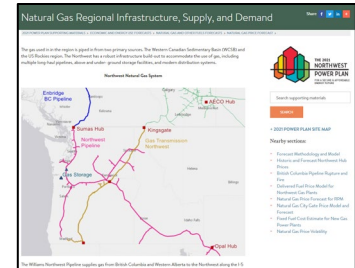 Natural Gas Regional Infrastructure, Supply, and Demand
Share:
The gas used in in the region is piped in from two primary sources. The Western Canadian Sedimentary Basin (WCSB) and
the US Rockies region. The Northwest has a robust infrastructure build-out to accommodate the use of gas, including
multiple long-haul pipelines, above and under- ground storage facilities, and modern distribution systems.
Northwest Natural Gas System
Enbridge
BC Pipeline
AECO Hub
Calgary
Sumas Hub
Kingsgate
Northwest
Pipeline
Gas Transmission
Northwest
Gas Storage
Opal Hub
The Williams Northwest Pipeline supplies gas from British Columbia and Western Alberta to the Northwest along the I-5
THE 2021
NORTHWEST
POWER PLAN
Search supporting materials
SEARCH
< 2021 POWER PLAN SITE MAP
Nearby sections:
Forecast Methodology and Model
Historic and Forecast Northwest Hub
Prices
British Columbia Pipeline Rupture and
Fire
Delivered Fuel Price Model for
Northwest Gas Plants
Natural Gas Price Forecast for RPM
Natural Gas City-Gate Price Model and
Forecast
Fixed Fuel Cost Estimate for New Gas
Power Plants
Natural Gas Price Volatility